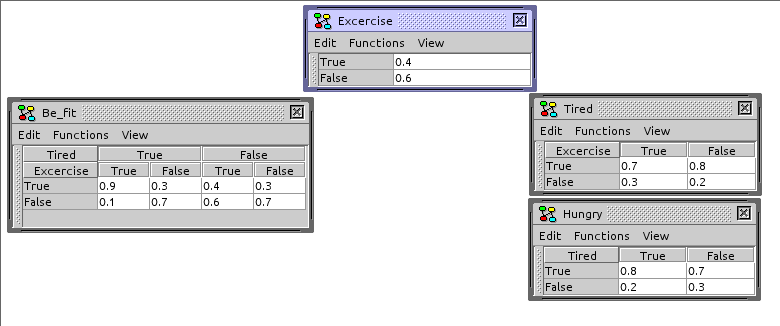 Excercise
Edit Functions View
True 0.4
False 0.6
Be_fit
Edit Functions View
Tired True False
Excercise True False True False
True 0.9 0.3 0.4 0.3
False 0.1 0.7 0.6 0.7
Tired
Edit Functions View
Excercise True False
True 0.7 0.8
False 0.3 0.2
Hungry
Edit Functions View
Tired True False
True 0.8 0.7
False 0.2 0.3